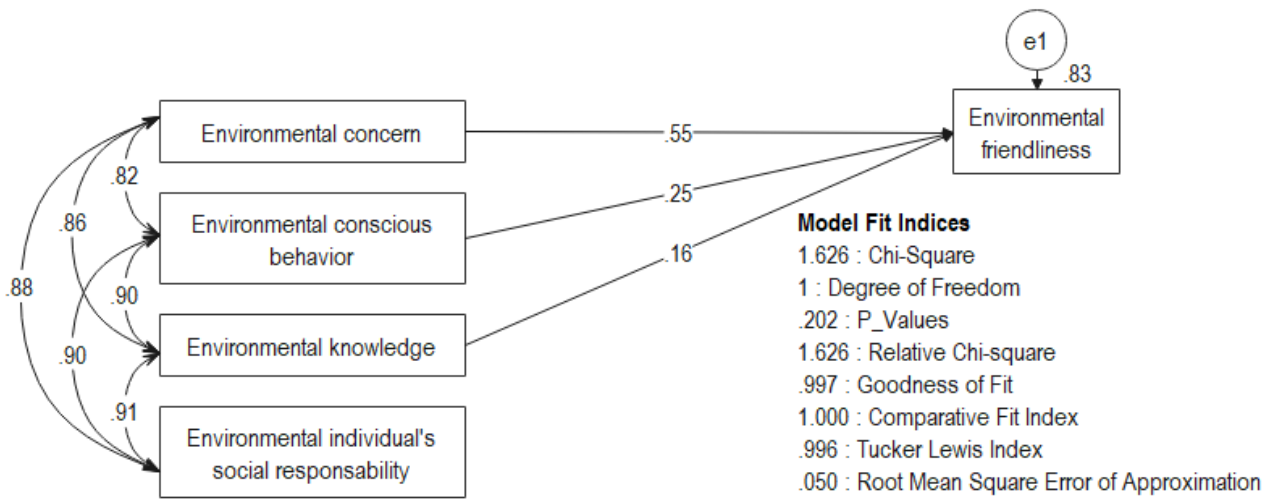 e1
.83
Environmental concern
.55
Environmental
friendliness
.82
Environmental conscious
behavior
.25
.86
.88
.90
.16
Environmental knowledge
.90
.91
Environmental individual's
social responsability
Model Fit Indices
1.626 : Chi-Square
1 : Degree of Freedom
.202 : P_Values
1.626 : Relative Chi-square
.997 : Goodness of Fit
1.000 : Comparative Fit Index
.996 : Tucker Lewis Index
.050 : Root Mean Square Error of Approximation